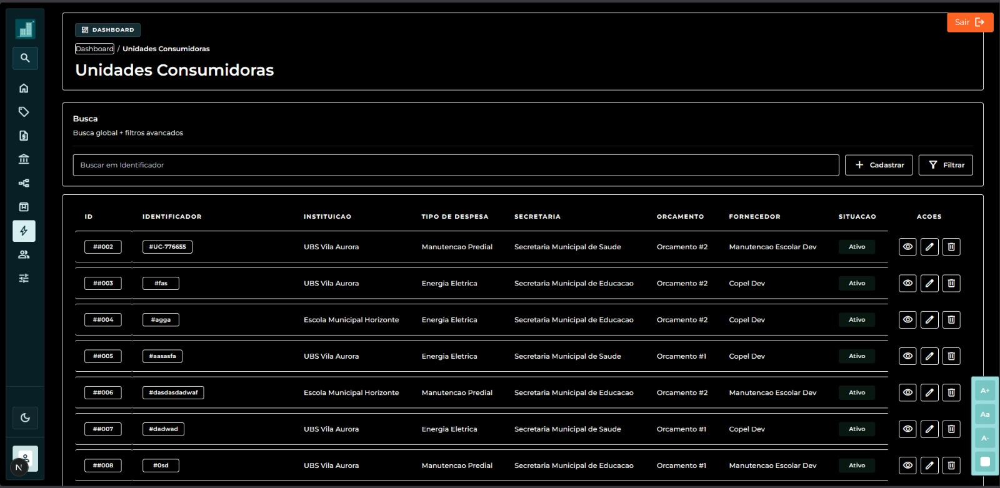 DASHBOARD
Sair
Dashboard / Unidades Consumidoras
Unidades Consumidoras
Busca
Busca global + filtros avancados
Buscar em Identificador
Cadastrar
Filtrar
ID IDENTIFICADOR INSTITUICAO TIPO DE DESPESA SECRETARIA ORCAMENTO FORNECEDOR SITUACAO ACOES
##002 #UC-776655 UBS Vila Aurora Manutencao Predial Secretaria Municipal de Saude Orcamento #2 Manutencao Escolar Dev Ativo
##003 #fas UBS Vila Aurora Energia Eletrica Secretaria Municipal de Educacao Orcamento #2 Copel Dev Ativo
##004 #agga Escola Municipal Horizonte Energia Eletrica Secretaria Municipal de Educacao Orcamento #2 Copel Dev Ativo
##005 #aasasfa UBS Vila Aurora Energia Eletrica Secretaria Municipal de Saude Orcamento #1 Copel Dev Ativo
##006 #dasdasdadwaf Escola Municipal Horizonte Manutencao Predial Secretaria Municipal de Educacao Orcamento #2 Manutencao Escolar Dev Ativo
##007 #dadwad UBS Vila Aurora Energia Eletrica Secretaria Municipal de Saude Orcamento #1 Copel Dev Ativo
##008 #0sd UBS Vila Aurora Manutencao Predial Secretaria Municipal de Educacao Orcamento #1 Manutencao Escolar Dev Ativo
A+
Aa
A-
N